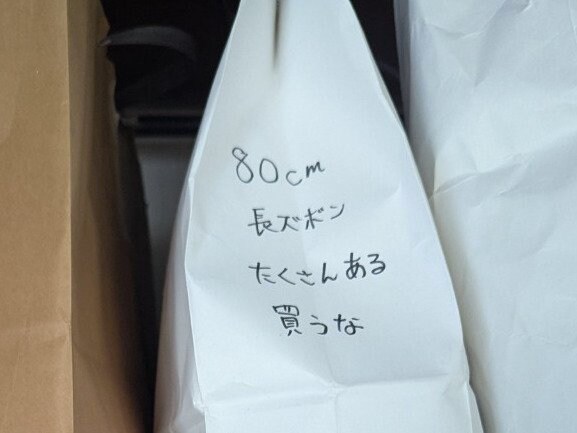 80cm
長ズボン
たくさんある
買うな